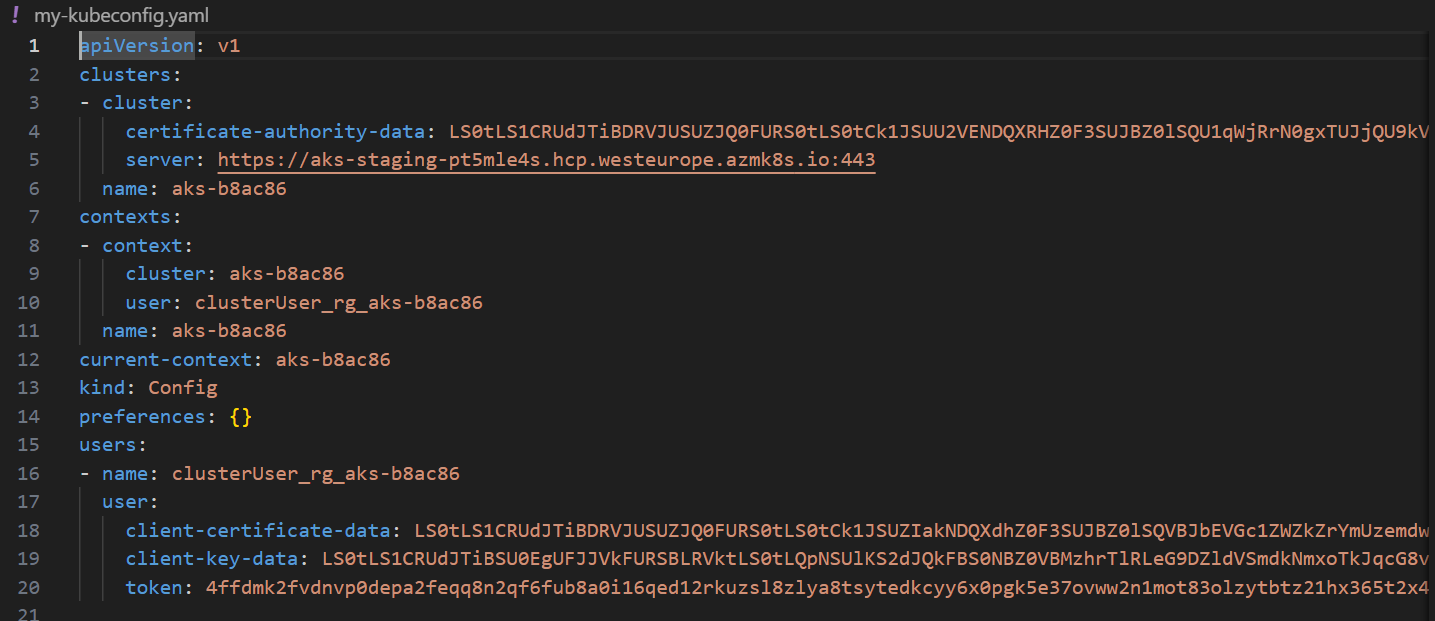 ! my-kubeconfig.yaml
1 apiVersion: v1
2 clusters:
3 - cluster:
4 certificate-authority-data: LS0tLS1CRUdJTiBDRVJUSUZJQ0FURS0tLS0tCk1JSUU2VENDQXRHZ0F3SUJBZ0lSQU1qWjRrN0gxTUJjQU9kV
5 server: https://aks-staging-pt5mle4s.hcp.westeurope.azmk8s.io:443
6 name: aks-b8ac86
7 contexts:
8 - context:
9 cluster: aks-b8ac86
10 user: clusterUser_rg_aks-b8ac86
11 name: aks-b8ac86
12 current-context: aks-b8ac86
13 kind: Config
14 preferences: {}
15 users:
16 - name: clusterUser_rg_aks-b8ac86
17 user:
18 client-certificate-data: LS0tLS1CRUdJTiBDRVJUSUZJQ0FURS0tLS0tCk1JSUZIakNDQXdhZ0F3SUJBZ0lSQVBJbEVGc1ZWZkZrYmUzemdw
19 client-key-data: LS0tLS1CRUdJTiBSU0EgUFJJVkFURSBLRVktLS0tLQpNSUlKS2dJQkFBS0NBZ0VBMzhrTlRLeG9DZldVSmdkNmxoTkJqcG8v
20 token: 4ffdmk2fvdnvp0depa2feqq8n2qf6fub8a0i16qed12rkuzsl8zlya8tsytedkcyy6x0pgk5e37ovww2n1mot83olzytbtz21hx365t2x4
21